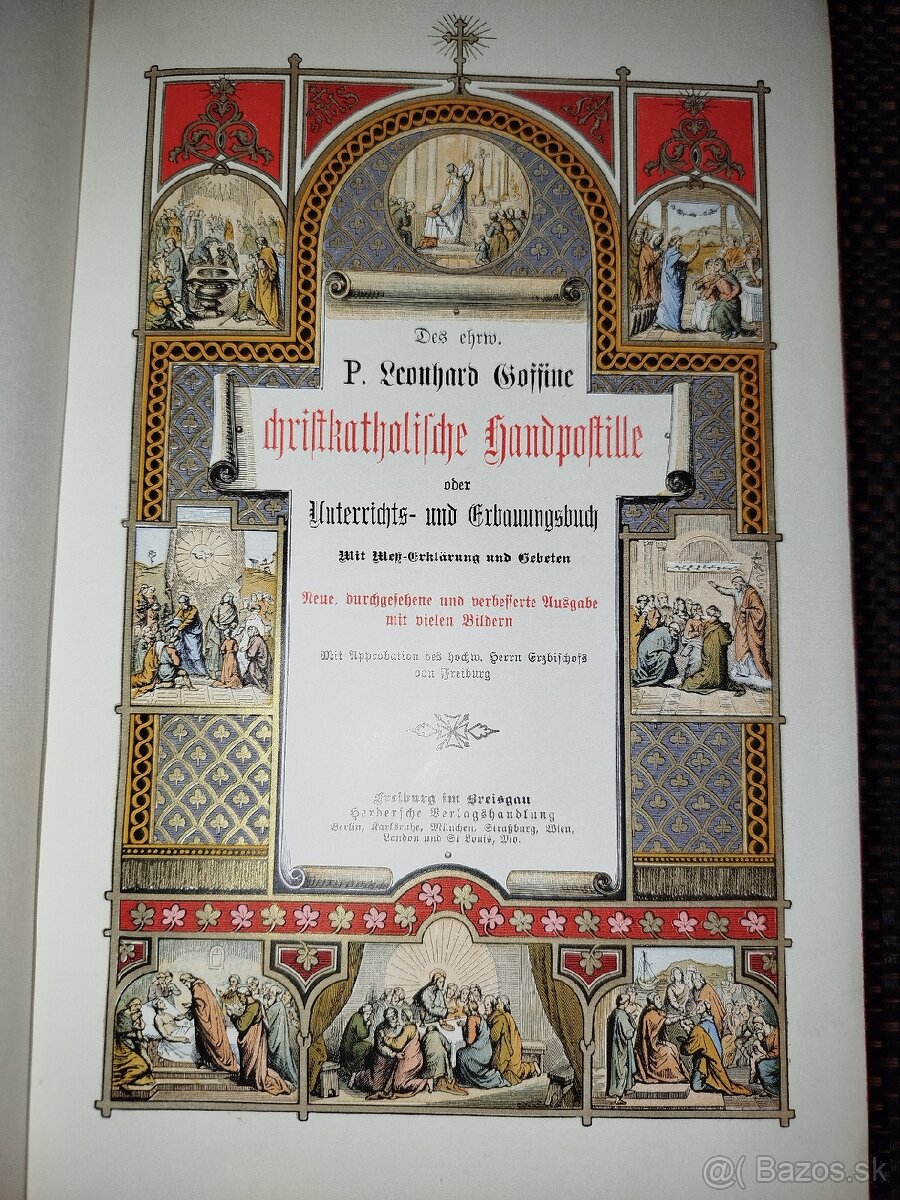 IHS
Des ehrw.
P. Leonhard Goffine
christkatholische Handpostille
oder
Unterrichts- und Erbauungsbuch
Mit Meß-Erklärung und Gebeten
Neue, durchgesehene und verbesserte Ausgabe
mit vielen Bildern
Mit Approbation des hochw. Herrn Erzbischofs
von Freiburg
Freiburg im Breisgau
Herdersche Verlagshandlung
Berlin, Karlsruhe, München, Straßburg, Wien,
London und St Louis, Mo.
@( Bazos.sk